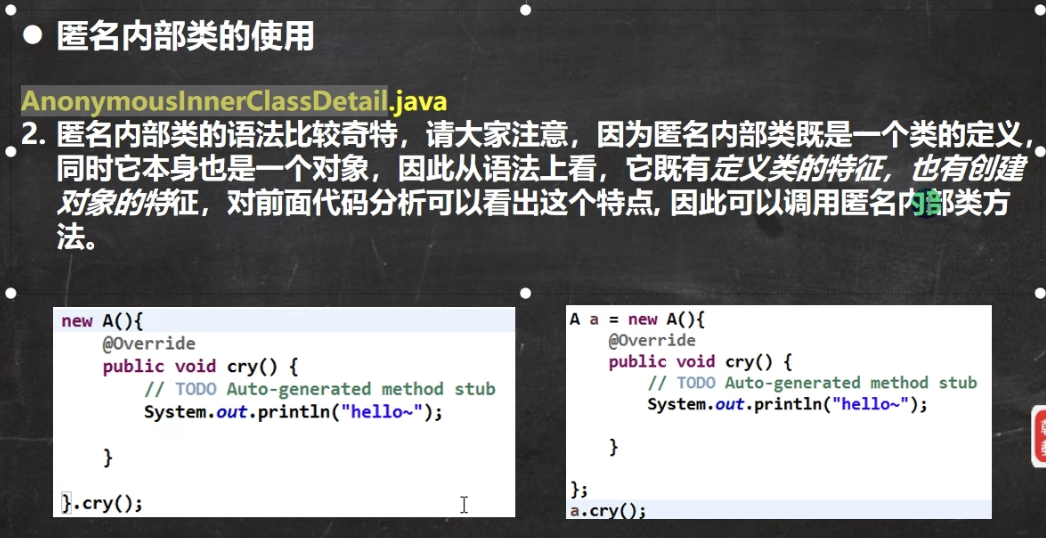 ● 匿名内部类的使用
AnonymousInnerClassDetail.java
2. 匿名内部类的语法比较奇特，请大家注意，因为匿名内部类既是一个类的定义，
同时它本身也是一个对象，因此从语法上看，它既有定义类的特征，也有创建
对象的特征，对前面代码分析可以看出这个特点, 因此可以调用匿名内部类方
法。
new A(){
@Override
public void cry() {
// TODO Auto-generated method stub
System.out.println("hello~");
}
}.cry();
A a = new A(){
@Override
public void cry() {
// TODO Auto-generated method stub
System.out.println("hello~");
}
};
a.cry();